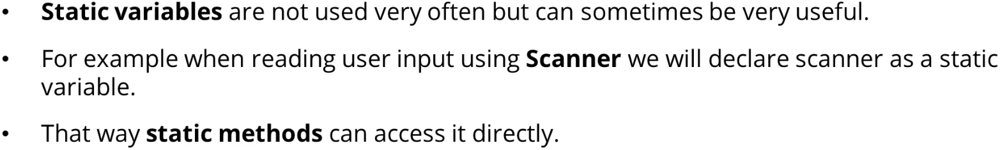 • Static variables are not used very often but can sometimes be very useful.
• For example when reading user input using Scanner we will declare scanner as a static
variable.
• That way static methods can access it directly.